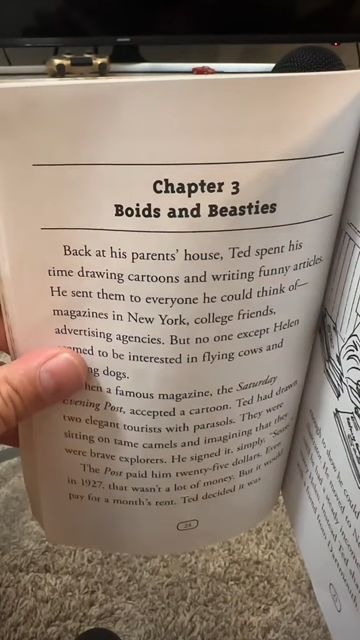 Chapter 3
Boids and Beasties
Back at his parents' house, Ted spent his
time drawing cartoons and writing funny articles.
He sent them to everyone he could think of—
magazines in New York, college friends,
advertising agencies. But no one except Helen
to be interested in flying cows and
dogs.
a famous magazine, the Saturday
Evening Post, accepted a cartoon. Ted had drawn
two elegant tourists with parasols. They were
sitting on tame camels and imagining that they
were brave explorers. He signed it, simply, "Seuss."
The Post paid him twenty-five dollars. Even
in 1927, that wasn't a lot of money. But it would
pay for a month's rent. Ted decided it was
24